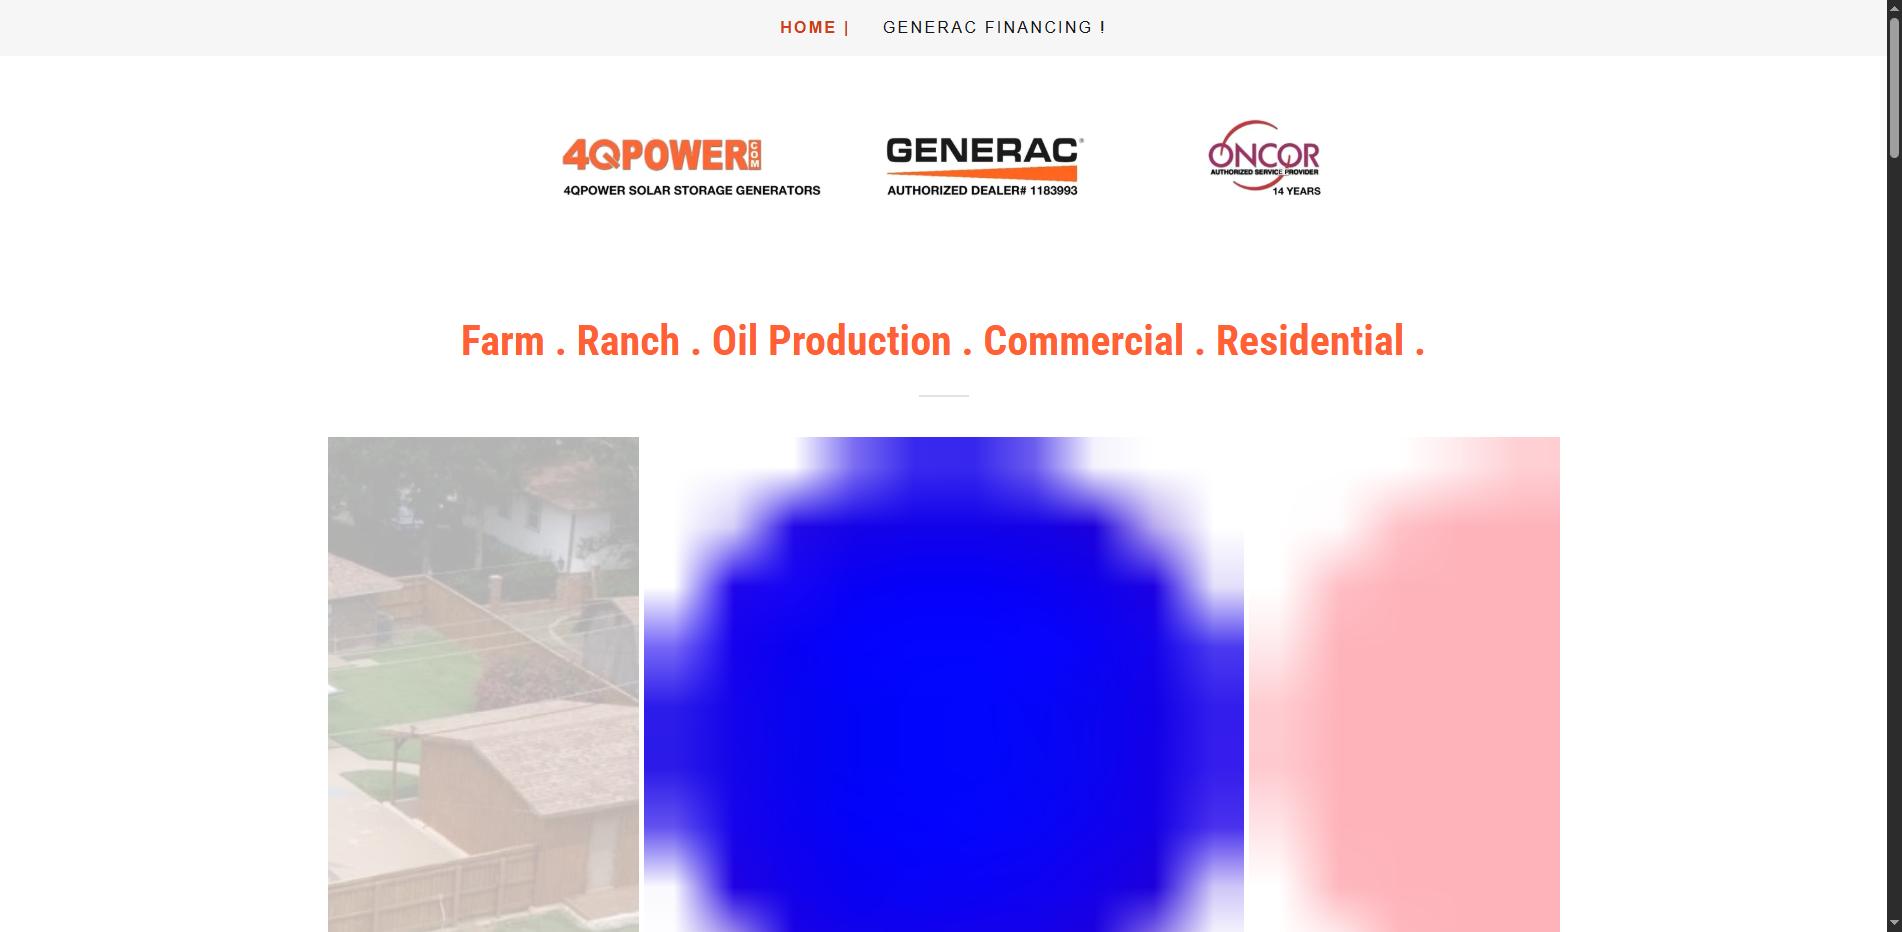 HOME |
GENERAC FINANCING !
4QPOWER.COM
4QPOWER SOLAR STORAGE GENERATORS
GENERAC®
AUTHORIZED DEALER# 1183993
ONCOR
AUTHORIZED SERVICE PROVIDER
14 YEARS
Farm . Ranch . Oil Production . Commercial . Residential .